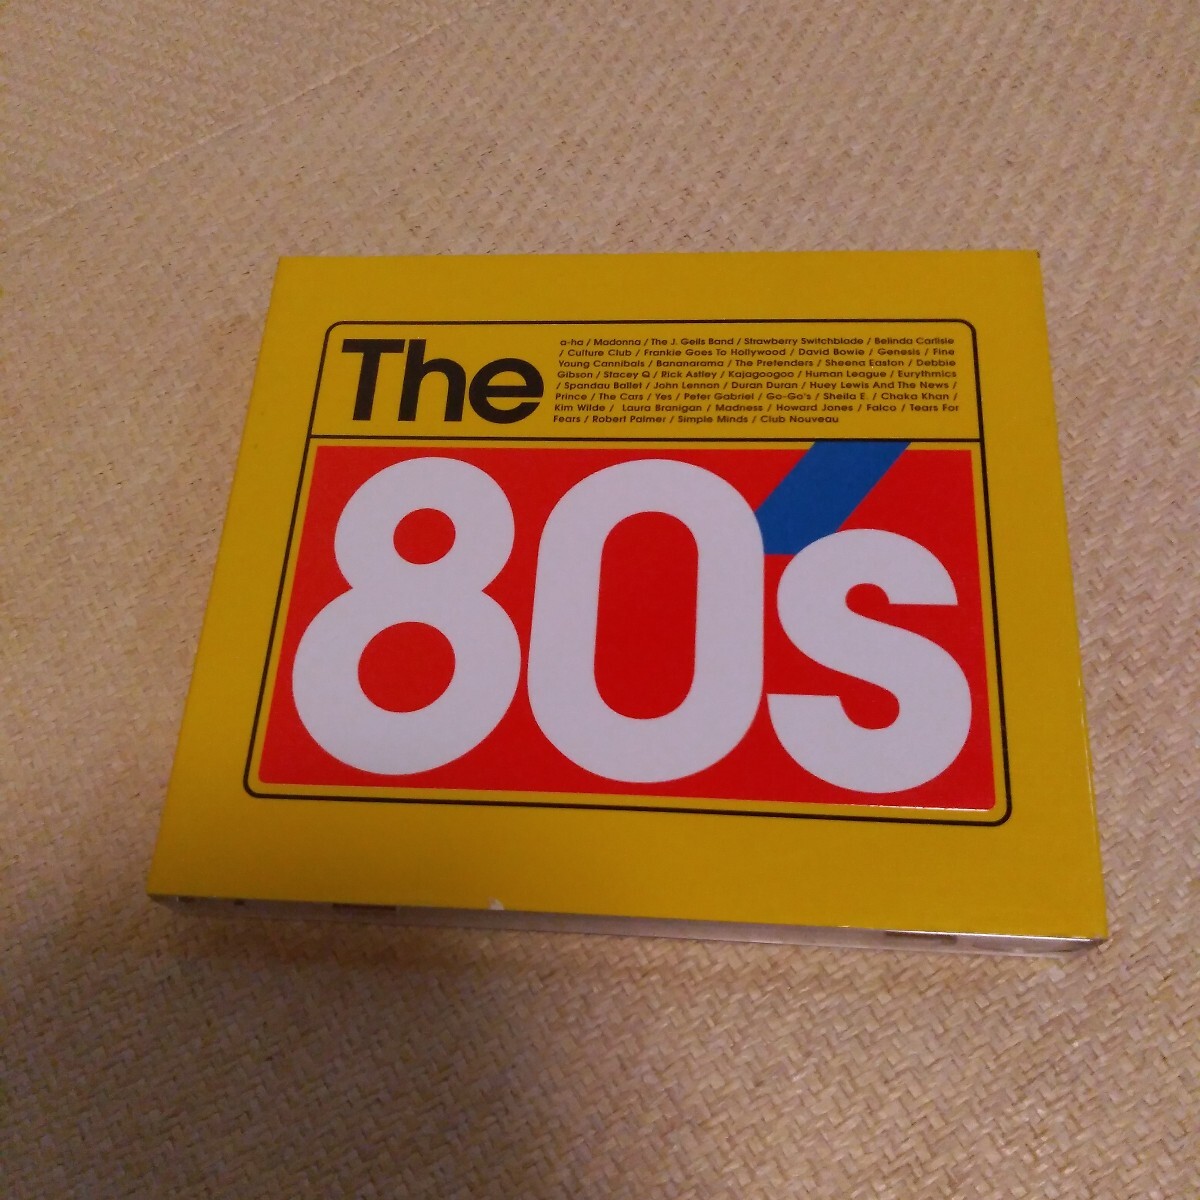 The
a-ha / Madonna / The J. Geils Band / Strawberry Switchblade / Belinda Carlisle
/ Culture Club / Frankie Goes To Hollywood / David Bowie / Genesis / Fine
Young Cannibals / Bananarama / The Pretenders / Sheena Easton / Debbie
Gibson / Stacey Q / Rick Astley / Kajagoogoo / Human League / Eurythmics
/ Spandau Ballet / John Lennon / Duran Duran / Huey Lewis And The News /
Prince / The Cars / Yes / Peter Gabriel / Go-Go's / Sheila E. / Chaka Khan /
Kim Wilde / Laura Branigan / Madness / Howard Jones / Falco / Tears For
Fears / Robert Palmer / Simple Minds / Club Nouveau
80's